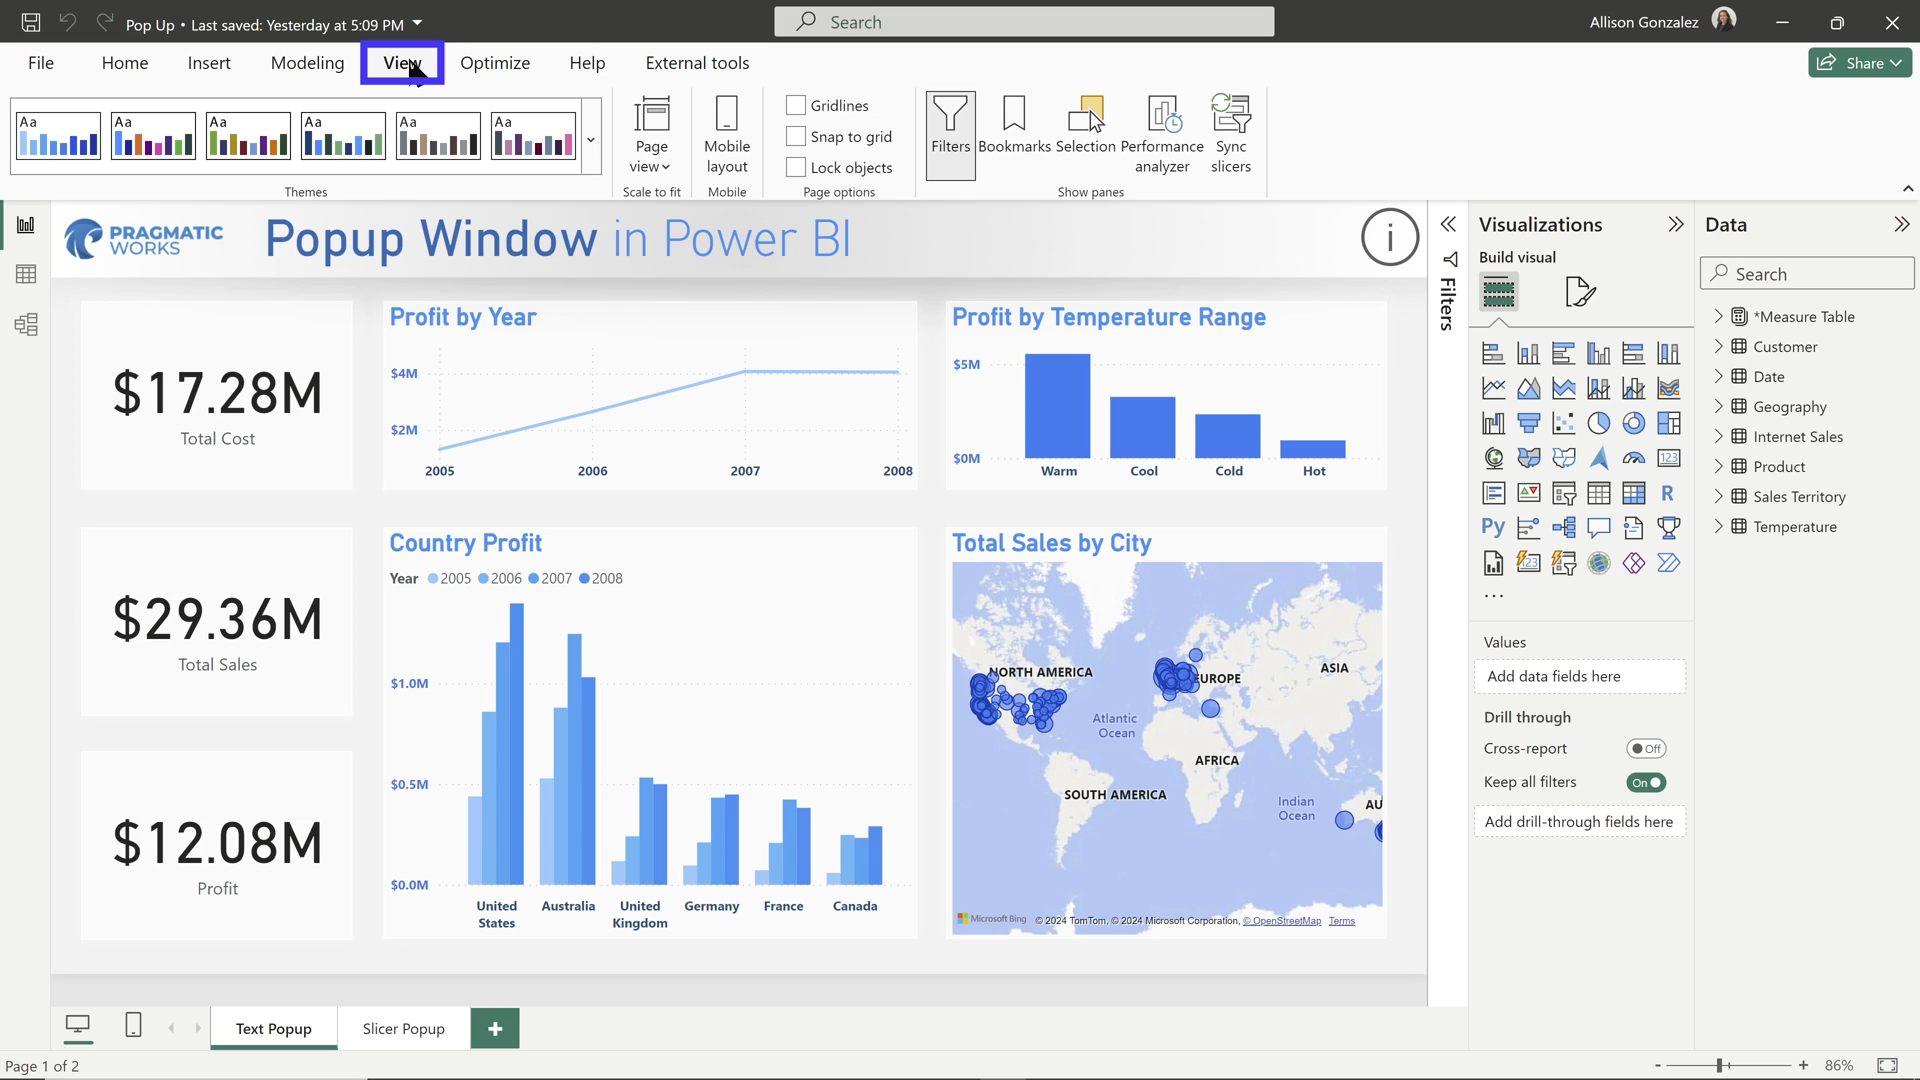 Pop Up • Last saved: Yesterday at 5:09 PM
Search
Allison Gonzalez
File
Home
Insert
Modeling
View
Optimize
Help
External tools
Share
Aa
Aa
Aa
Aa
Aa
Aa
Themes
Page
view
Scale to fit
Mobile
layout
Mobile
Gridlines
Snap to grid
Lock objects
Page options
Filters
Bookmarks
Selection
Performance
analyzer
Sync
slicers
Show panes
PRAGMATIC
WORKS
Popup Window in Power BI
i
$17.28M
Total Cost
$29.36M
Total Sales
$12.08M
Profit
Profit by Year
$4M
$2M
2005
2006
2007
2008
Profit by Temperature Range
$5M
$0M
Warm
Cool
Cold
Hot
Country Profit
Year 2005 2006 2007 2008
$1.0M
$0.5M
$0.0M
United
States
Australia
United
Kingdom
Germany
France
Canada
Total Sales by City
NORTH AMERICA
EUROPE
ASIA
Atlantic
Ocean
AFRICA
SOUTH AMERICA
Indian
Ocean
AU
Microsoft Bing
© 2024 TomTom, © 2024 Microsoft Corporation, © OpenStreetMap Terms
Filters
Visualizations
Build visual
123
R
Py
123
...
Values
Add data fields here
Drill through
Cross-report
Off
Keep all filters
On
Add drill-through fields here
Data
Search
*Measure Table
Customer
Date
Geography
Internet Sales
Product
Sales Territory
Temperature
Text Popup
Slicer Popup
+
Page 1 of 2
-
+
86%